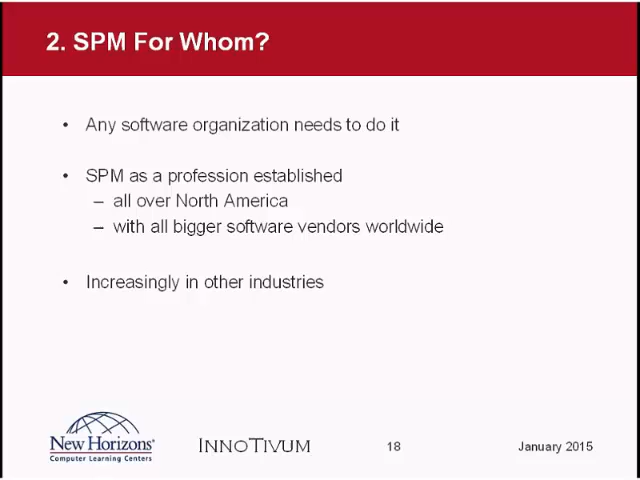 2. SPM For Whom?
• Any software organization needs to do it
• SPM as a profession established
– all over North America
– with all bigger software vendors worldwide
• Increasingly in other industries
New Horizons®
Computer Learning Centers
INNOTIVUM
18
January 2015